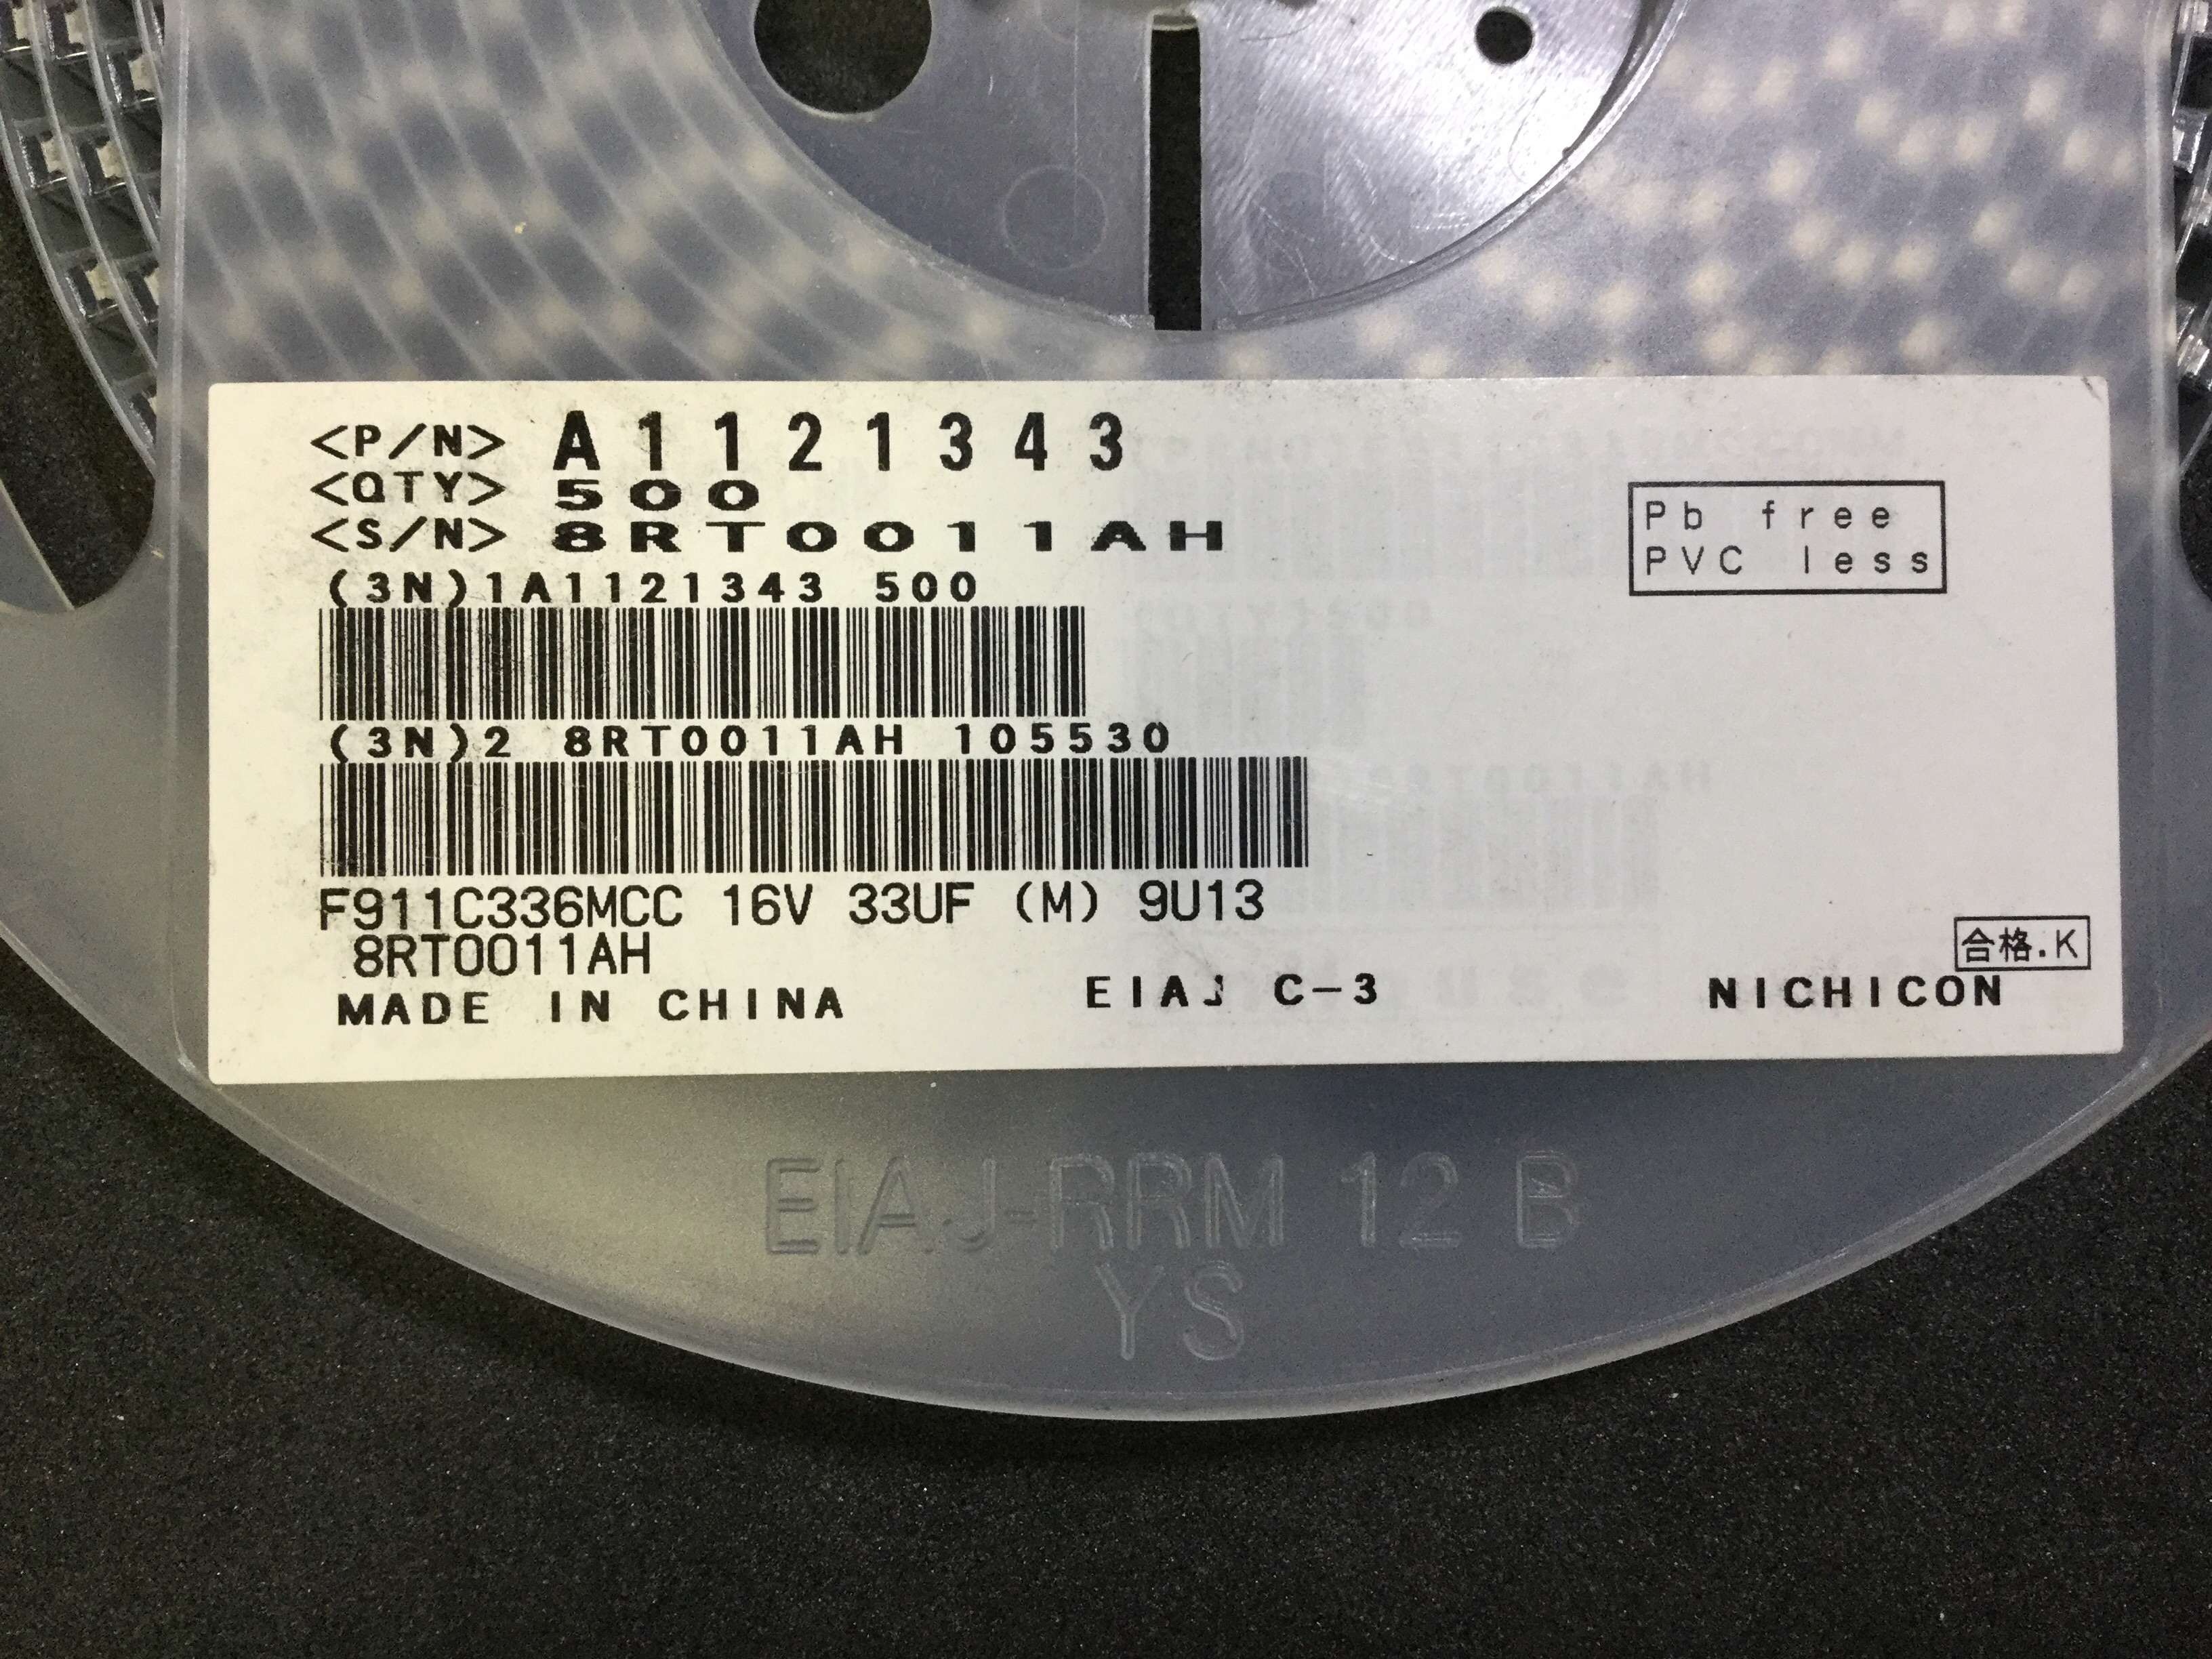 <P/N> A1121343
<QTY> 500
<S/N> 8RT0011AH
Pb free
PVC less
(3N)1A1121343 500
(3N)2 8RT0011AH 105530
F911C336MCC 16V 33UF (M) 9U13
8RT0011AH
合格.K
MADE IN CHINA EIAJ C-3 NICHICON
EIAJ-RRM 12 B
YS